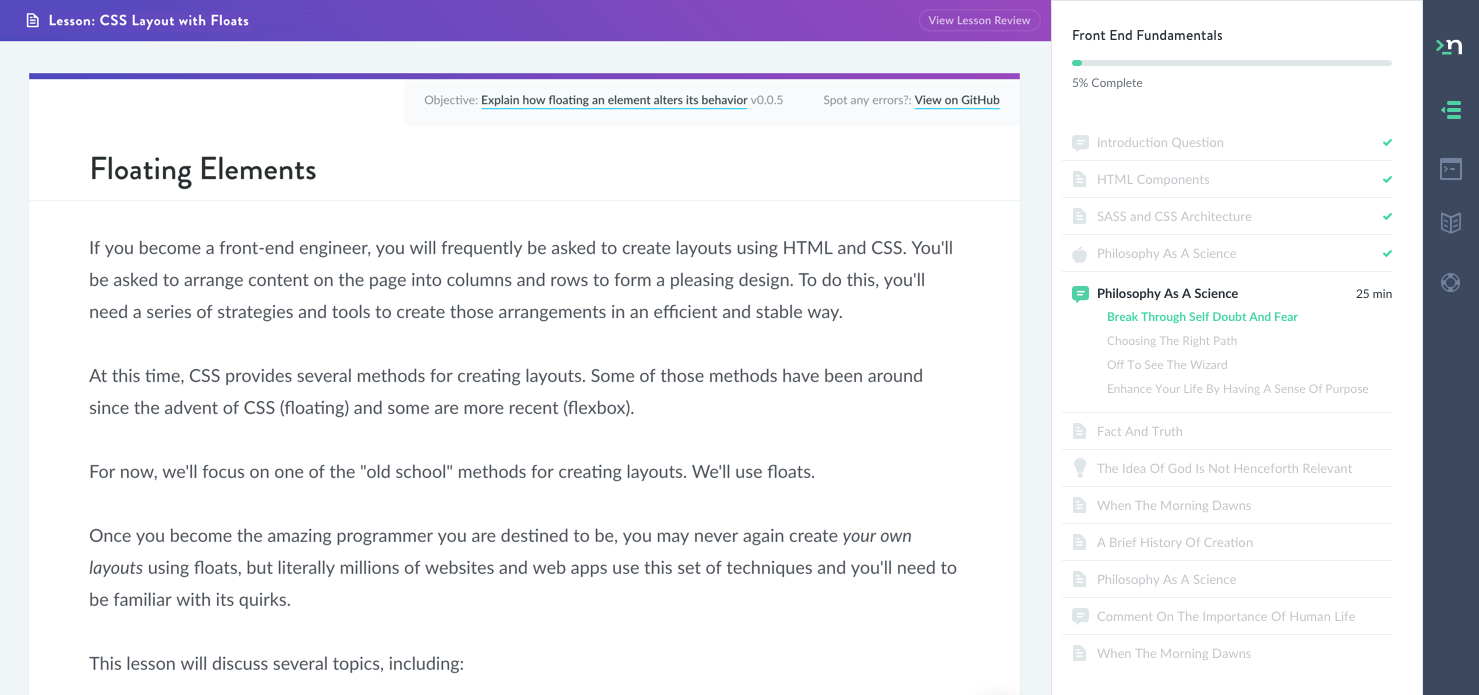 Lesson: CSS Layout with Floats
View Lesson Review
Objective: Explain how floating an element alters its behavior v0.0.5
Spot any errors?: View on GitHub
Floating Elements
If you become a front-end engineer, you will frequently be asked to create layouts using HTML and CSS. You'll
be asked to arrange content on the page into columns and rows to form a pleasing design. To do this, you'll
need a series of strategies and tools to create those arrangements in an efficient and stable way.
At this time, CSS provides several methods for creating layouts. Some of those methods have been around
since the advent of CSS (floating) and some are more recent (flexbox).
For now, we'll focus on one of the "old school" methods for creating layouts. We'll use floats.
Once you become the amazing programmer you are destined to be, you may never again create your own
layouts using floats, but literally millions of websites and web apps use this set of techniques and you'll need to
be familiar with its quirks.
This lesson will discuss several topics, including:
Front End Fundamentals
5% Complete
Introduction Question
HTML Components
SASS and CSS Architecture
Philosophy As A Science
Philosophy As A Science 25 min
Break Through Self Doubt And Fear
Choosing The Right Path
Off To See The Wizard
Enhance Your Life By Having A Sense Of Purpose
Fact And Truth
The Idea Of God Is Not Henceforth Relevant
When The Morning Dawns
A Brief History Of Creation
Philosophy As A Science
Comment On The Importance Of Human Life
When The Morning Dawns
>_n